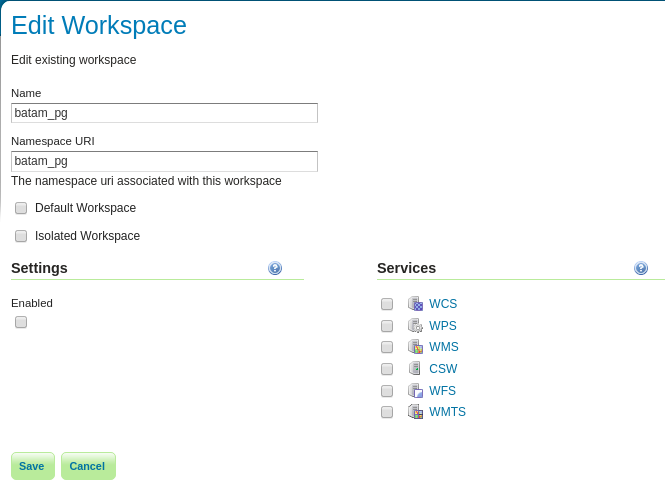 Edit Workspace
Edit existing workspace
Name
batam_pg
Namespace URI
batam_pg
The namespace uri associated with this workspace
Default Workspace
Isolated Workspace
Settings
Services
Enabled
WCS
WPS
WMS
CSW
WFS
WMTS
Save Cancel